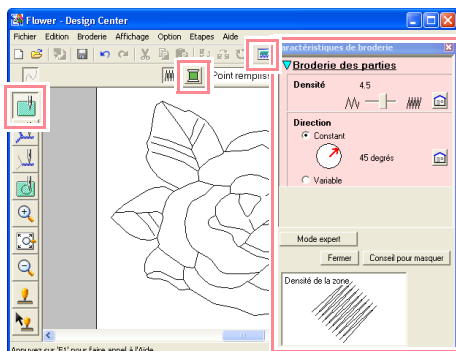 Flower - Design Center
Fichier Edition Broderie Affichage Option Etapes Aide
aractéristiques de broderie
Point rempliss
Broderie des parties
Densité 4.5
Direction
Constant
45 degrés
Variable
Mode expert
Fermer Conseil pour masquer
Densité de la zone
Appuyez sur 'F1' pour faire appel à l'Aide